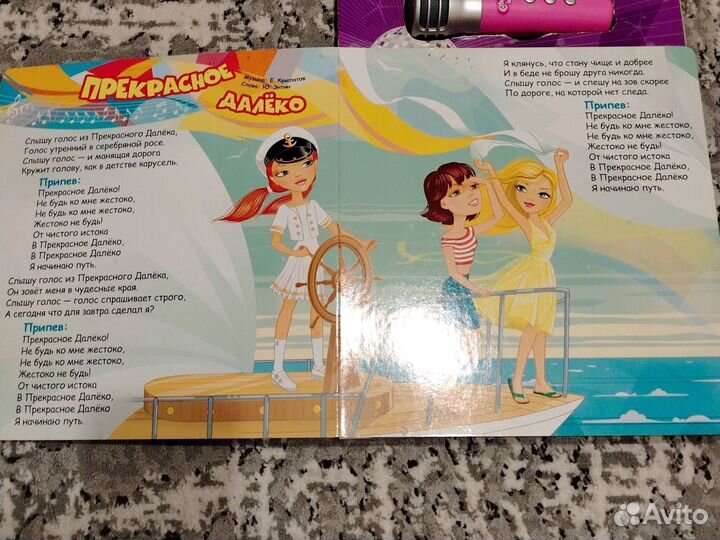 ПРЕКРАСНОЕ
ДАЛЁКО
Музыка: Е. Крылатов
Слова: Ю. Энтин
Слышу голос из Прекрасного Далёка,
Голос утренний в серебряной росе.
Слышу голос — и манящая дорога
Кружит голову, как в детстве карусель.
Припев:
Прекрасное Далёко!
Не будь ко мне жестоко,
Не будь ко мне жестоко,
Жестоко не будь!
От чистого истока
В Прекрасное Далёко,
В Прекрасное Далёко
Я начинаю путь.
Слышу голос из Прекрасного Далёка,
Он зовёт меня в чудесные края.
Слышу голос — голос спрашивает строго,
А сегодня что для завтра сделал я?
Припев:
Прекрасное Далёко!
Не будь ко мне жестоко,
Не будь ко мне жестоко,
Жестоко не будь!
От чистого истока
В Прекрасное Далёко,
В Прекрасное Далёко
Я начинаю путь.
Я клянусь, что стану чище и добрее
И в беде не брошу друга никогда.
Слышу голос — и спешу на зов скорее
По дороге, на которой нет следа.
Припев:
Прекрасное Далёко!
Не будь ко мне жестоко,
Не будь ко мне жестоко,
Жестоко не будь!
От чистого истока
В Прекрасное Далёко,
В Прекрасное Далёко
Я начинаю путь.
Avito